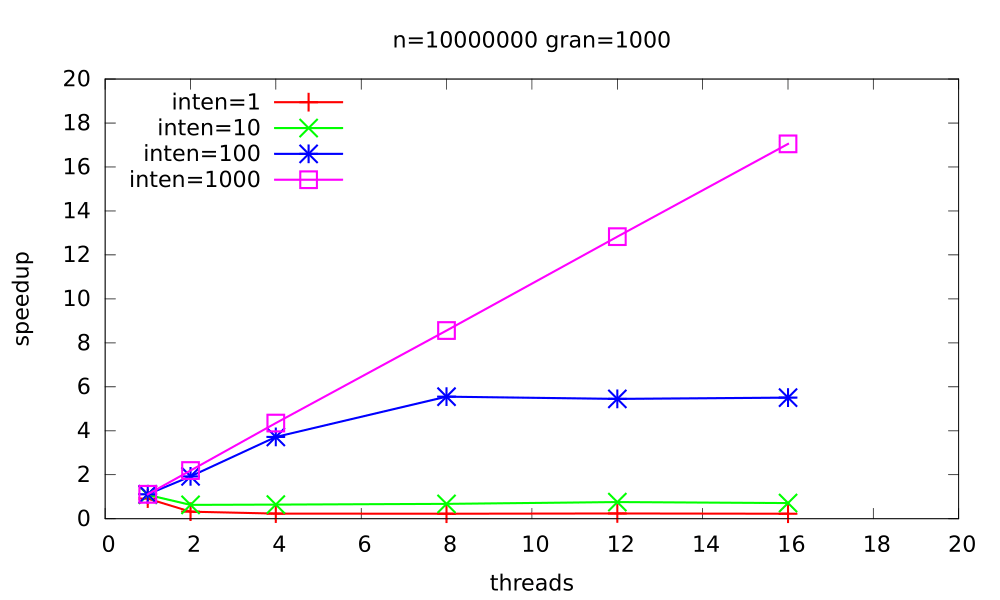 n=10000000 gran=1000
20
18
16
14
12
10
8
6
4
2
0
inten=1
inten=10
inten=100
inten=1000
speedup
0 2 4 6 8 10 12 14 16 18 20
threads